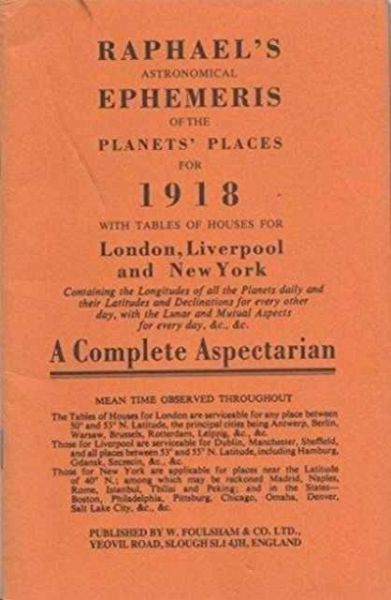 RAPHAEL'S
ASTRONOMICAL
EPHEMERIS
OF THE
PLANETS' PLACES
FOR
1918
WITH TABLES OF HOUSES FOR
London, Liverpool
and New York
Containing the Longitudes of all the Planets daily and
their Latitudes and Declinations for every other
day, with the Lunar and Mutual Aspects
for every day, &c., &c.
A Complete Aspectarian
MEAN TIME OBSERVED THROUGHOUT
The Tables of Houses for London are serviceable for any place between
50° and 53° N. Latitude, the principal cities being Antwerp, Berlin,
Warsaw, Brussels, Rotterdam, Leipzig, &c., &c.
Those for Liverpool are serviceable for Dublin, Manchester, Sheffield,
and all places between 53° and 55° N. Latitude, including Hamburg,
Gdansk, Szczecin, &c., &c.
Those for New York are applicable for places near the Latitude
of 40° N.; among which may be reckoned Madrid, Naples,
Rome, Istanbul, Tbilisi and Peking; and in the States—
Boston, Philadelphia, Pittsburg, Chicago, Omaha, Denver,
Salt Lake City, &c., &c.
PUBLISHED BY W. FOULSHAM & CO. LTD.,
YEOVIL ROAD, SLOUGH SL1 4JH, ENGLAND